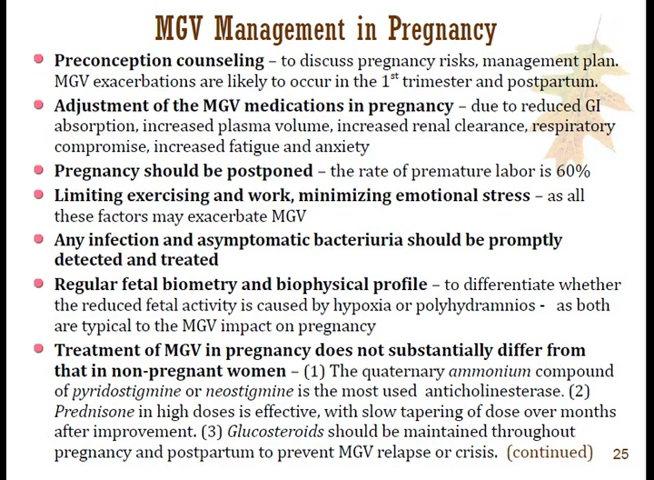 MGV Management in Pregnancy
Preconception counseling – to discuss pregnancy risks, management plan.
MGV exacerbations are likely to occur in the 1st trimester and postpartum.
Adjustment of the MGV medications in pregnancy – due to reduced GI
absorption, increased plasma volume, increased renal clearance, respiratory
compromise, increased fatigue and anxiety
Pregnancy should be postponed – the rate of premature labor is 60%
Limiting exercising and work, minimizing emotional stress – as all
these factors may exacerbate MGV
Any infection and asymptomatic bacteriuria should be promptly
detected and treated
Regular fetal biometry and biophysical profile – to differentiate whether
the reduced fetal activity is caused by hypoxia or polyhydramnios - as both
are typical to the MGV impact on pregnancy
Treatment of MGV in pregnancy does not substantially differ from
that in non-pregnant women – (1) The quaternary ammonium compound
of pyridostigmine or neostigmine is the most used anticholinesterase. (2)
Prednisone in high doses is effective, with slow tapering of dose over months
after improvement. (3) Glucosteroids should be maintained throughout
pregnancy and postpartum to prevent MGV relapse or crisis. (continued) 25